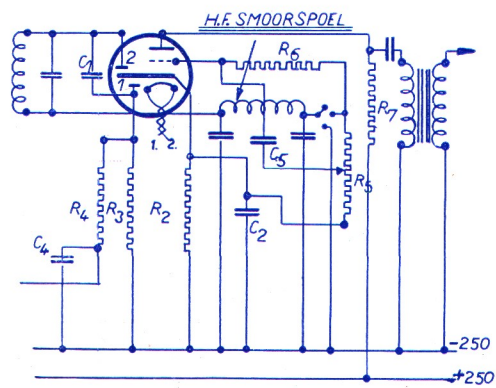 H.F. SMOORSPOEL
C1
2
1
R6
R7
1. 2.
C5
R5
R4
R3
R2
C2
C4
-250
+250